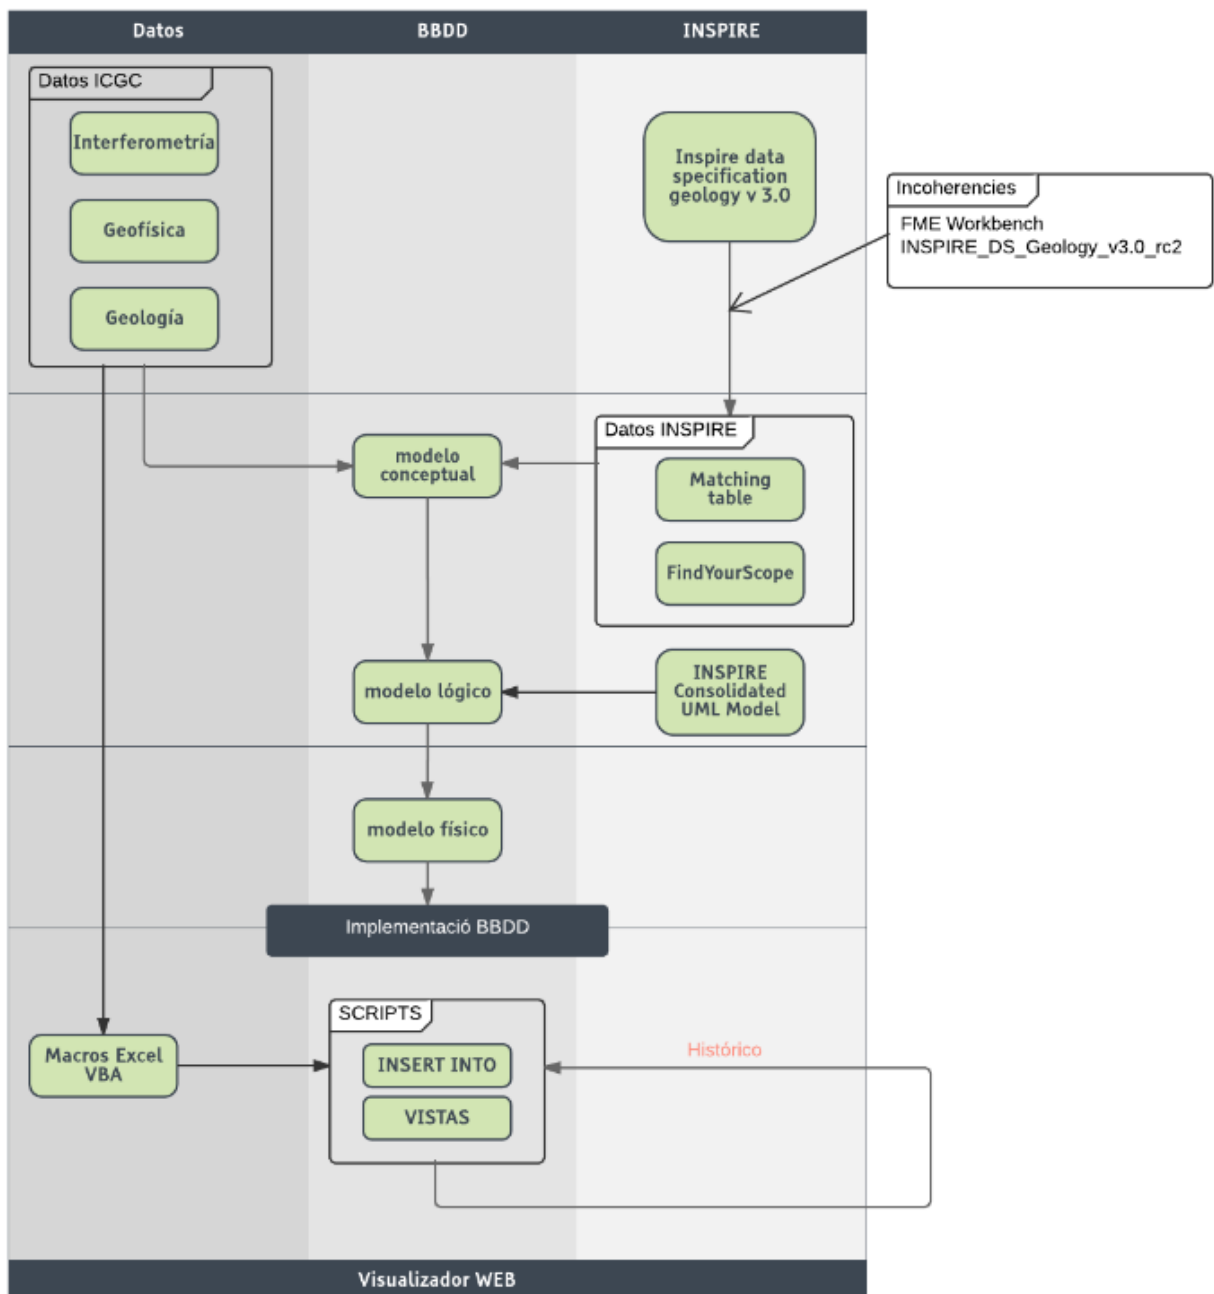 Datos
BBDD
INSPIRE
Datos ICGC
Interferometría
Geofísica
Geología
Inspire data
specification
geology v 3.0
Incoherencies
FME Workbench
INSPIRE_DS_Geology_v3.0_rc2
modelo
conceptual
Datos INSPIRE
Matching
table
FindYourScope
modelo lógico
INSPIRE
Consolidated
UML Model
modelo físico
Implementació BBDD
Macros Excel
VBA
SCRIPTS
INSERT INTO
VISTAS
Histórico
Visualizador WEB